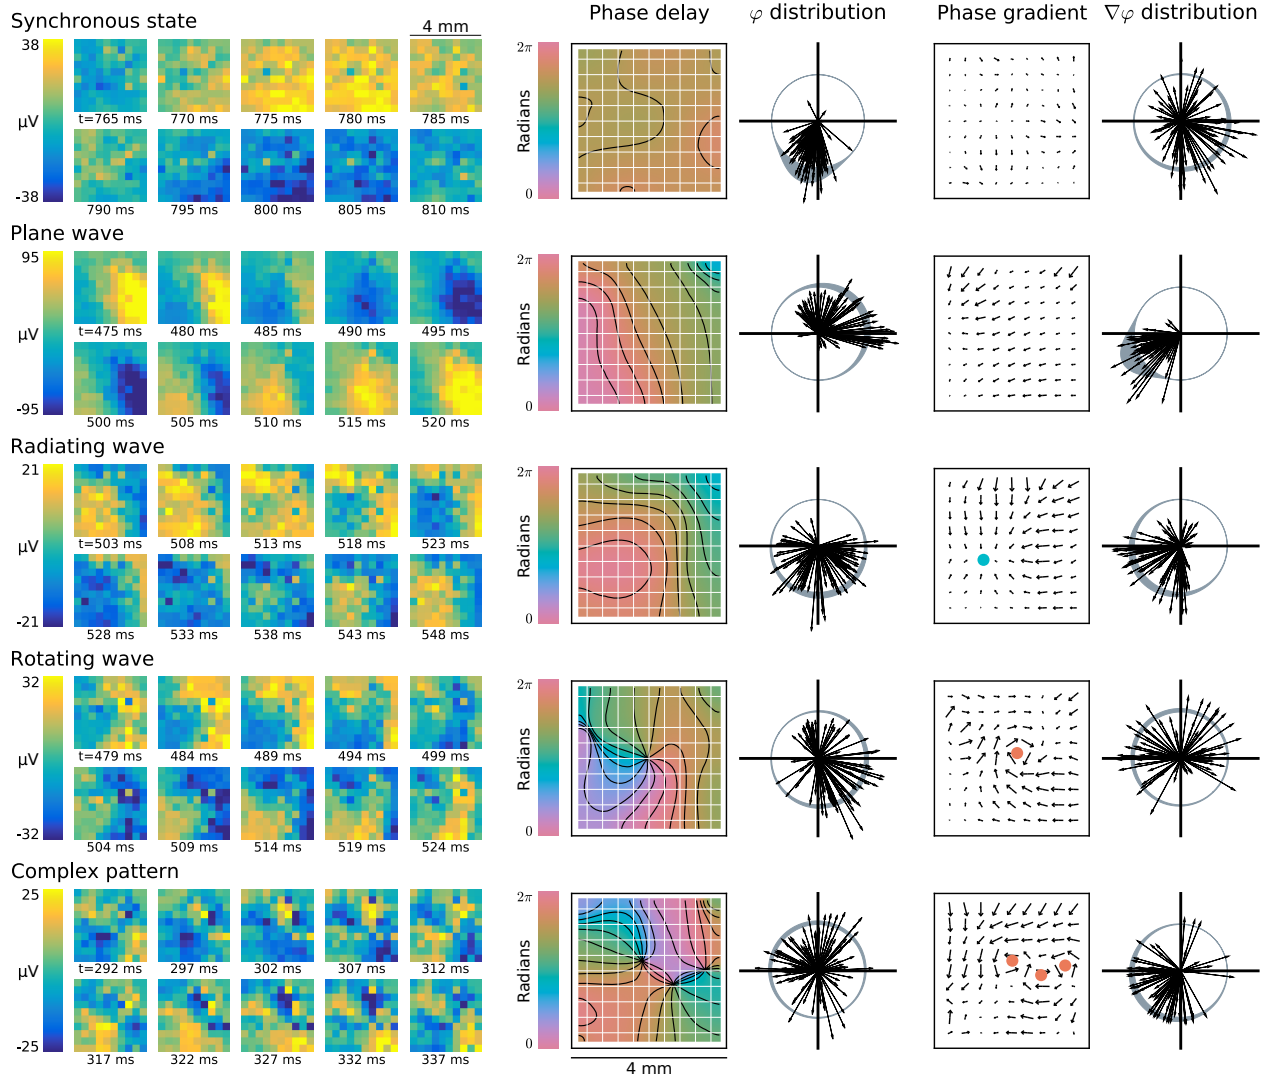 Synchronous state
4 mm
Phase delay
φ distribution
Phase gradient
∇φ distribution
38
μV
-38
t=765 ms
770 ms
775 ms
780 ms
785 ms
790 ms
795 ms
800 ms
805 ms
810 ms
2π
Radians
0
Plane wave
95
μV
-95
t=475 ms
480 ms
485 ms
490 ms
495 ms
500 ms
505 ms
510 ms
515 ms
520 ms
2π
Radians
0
Radiating wave
21
μV
-21
t=503 ms
508 ms
513 ms
518 ms
523 ms
528 ms
533 ms
538 ms
543 ms
548 ms
2π
Radians
0
Rotating wave
32
μV
-32
479 ms
484 ms
489 ms
494 ms
499 ms
504 ms
509 ms
514 ms
519 ms
524 ms
2π
Radians
0
Complex pattern
25
μV
-25
t=292 ms
297 ms
302 ms
307 ms
312 ms
317 ms
322 ms
327 ms
332 ms
337 ms
2π
Radians
0
4 mm